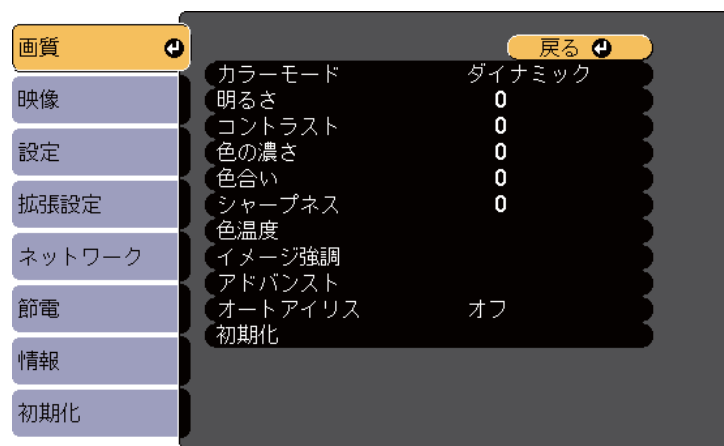 画質
映像
設定
拡張設定
ネットワーク
節電
情報
初期化
戻る
カラーモード ダイナミック
明るさ 0
コントラスト 0
色の濃さ 0
色合い 0
シャープネス 0
色温度
イメージ強調
アドバンスト
オートアイリス オフ
初期化